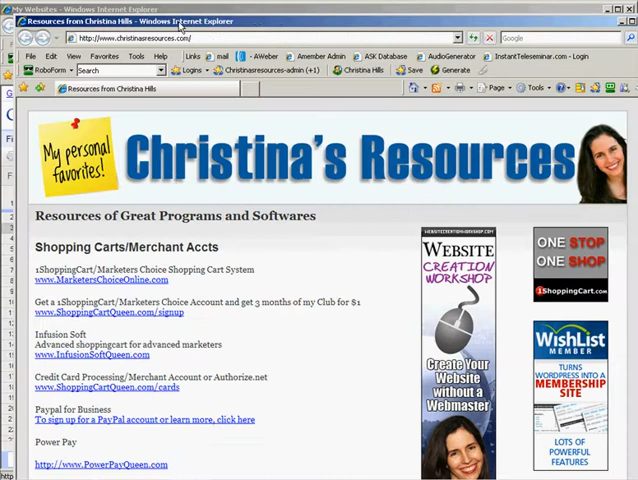 My Websites - Windows Internet Explorer
Resources from Christina Hills - Windows Internet Explorer
http://www.christinasresources.com/
File Edit View Favorites Tools Help Links mail AWeber Amember Admin ASK Database AudioGenerator InstantTeleseminar.com - Login
RoboForm Search Logins Christinasresources-admin (+1) Christina Hills Save Generate
Resources from Christina Hills
Page Tools
My personal favorites!
Christina's Resources
Resources of Great Programs and Softwares
Shopping Carts/Merchant Accts
1ShoppingCart/Marketers Choice Shopping Cart System
www.MarketersChoiceOnline.com
Get a 1ShoppingCart/Marketers Choice Account and get 3 months of my Club for $1
www.ShoppingCartQueen.com/signup
Infusion Soft
Advanced shoppingcart for advanced marketers
www.InfusionSoftQueen.com
Credit Card Processing/Merchant Account or Authorize.net
www.ShoppingCartQueen.com/cards
Paypal for Business
To sign up for a PayPal account or learn more, click here
Power Pay
http://www.PowerPayQueen.com
WEBSITECREATIONWORKSHOP.COM
WEBSITE
CREATION
WORKSHOP
Create Your
Website
without a
Webmaster
ONE STOP
ONE SHOP
1ShoppingCart.com
WishList
MEMBER
TURNS
WORDPRESS INTO A
MEMBERSHIP
SITE
LOTS OF
POWERFUL
FEATURES